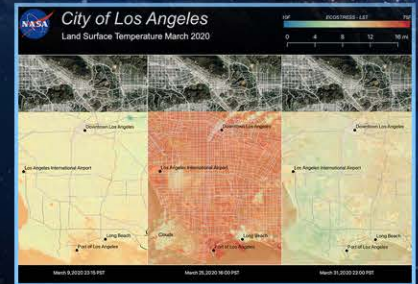 NASA
City of Los Angeles
Land Surface Temperature March 2020
ECOSTRESS - LST
0 4 8 12 16 mi
Downtown Los Angeles
Downtown Los Angeles
Downtown Los Angeles
Los Angeles International Airport
Los Angeles International Airport
Los Angeles International Airport
Long Beach
Port of Los Angeles
Clouds
Long Beach
Port of Los Angeles
Long Beach
Port of Los Angeles
March 9, 2020 23:15 PST
March 25, 2020 16:00 PST
March 31, 2020 23:00 PST